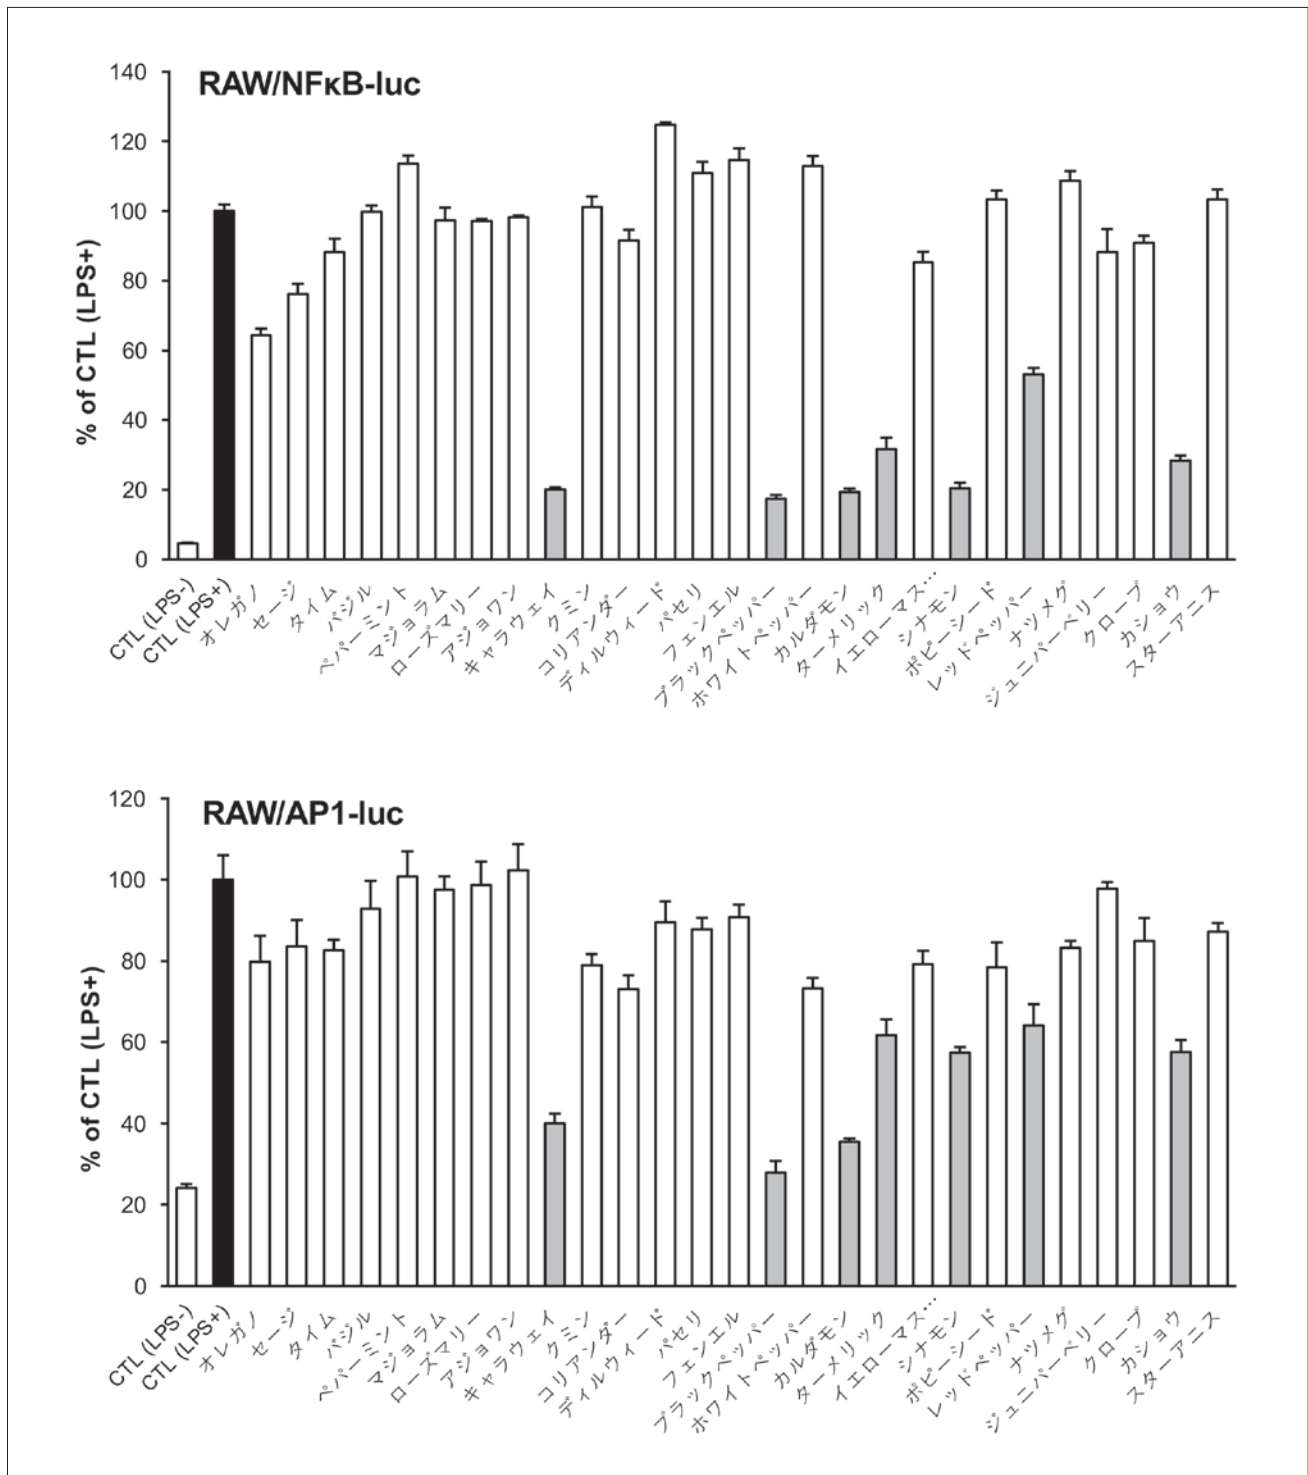 RAW/NFκB-luc
% of CTL (LPS+)
140
120
100
80
60
40
20
0
CTL (LPS-)
CTL (LPS+)
オレガノ
セージ
タイム
バジル
ペパーミント
マジョラム
ローズマリー
アジョワン
キャラウェイ
クミン
コリアンダー
ディルウィード
パセリ
フェンエル
ブラックペッパー
ホワイトペッパー
カルダモン
ターメリック
イエローマス…
シナモン
ポピーシード
レッドペッパー
ナツメグ
ジュニパーベリー
クローブ
カショウ
スターアニス
RAW/AP1-luc
% of CTL (LPS+)
120
100
80
60
40
20
0
CTL (LPS-)
CTL (LPS+)
オレガノ
セージ
タイム
バジル
ペパーミント
マジョラム
ローズマリー
アジョワン
キャラウェイ
クミン
コリアンダー
ディルウィード
パセリ
フェンエル
ブラックペッパー
ホワイトペッパー
カルダモン
ターメリック
イエローマス…
シナモン
ポピーシード
レッドペッパー
ナツメグ
ジュニパーベリー
クローブ
カショウ
スターアニス